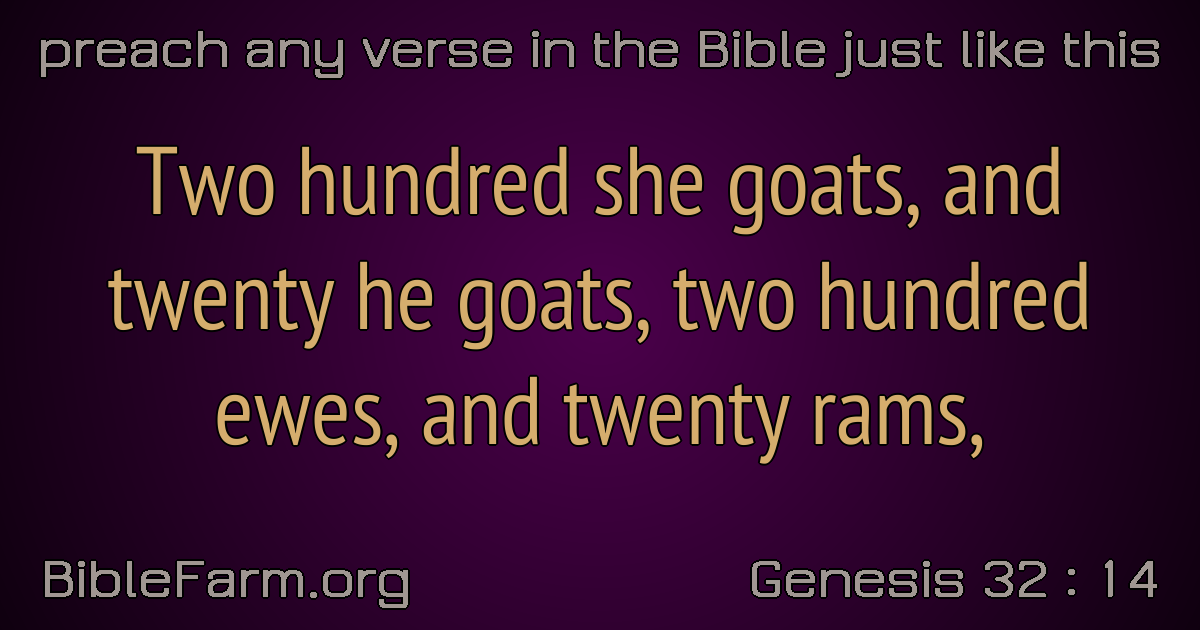 preach any verse in the Bible just like this
Two hundred she goats, and
twenty he goats, two hundred
ewes, and twenty rams,
BibleFarm.org
Genesis 32 : 14